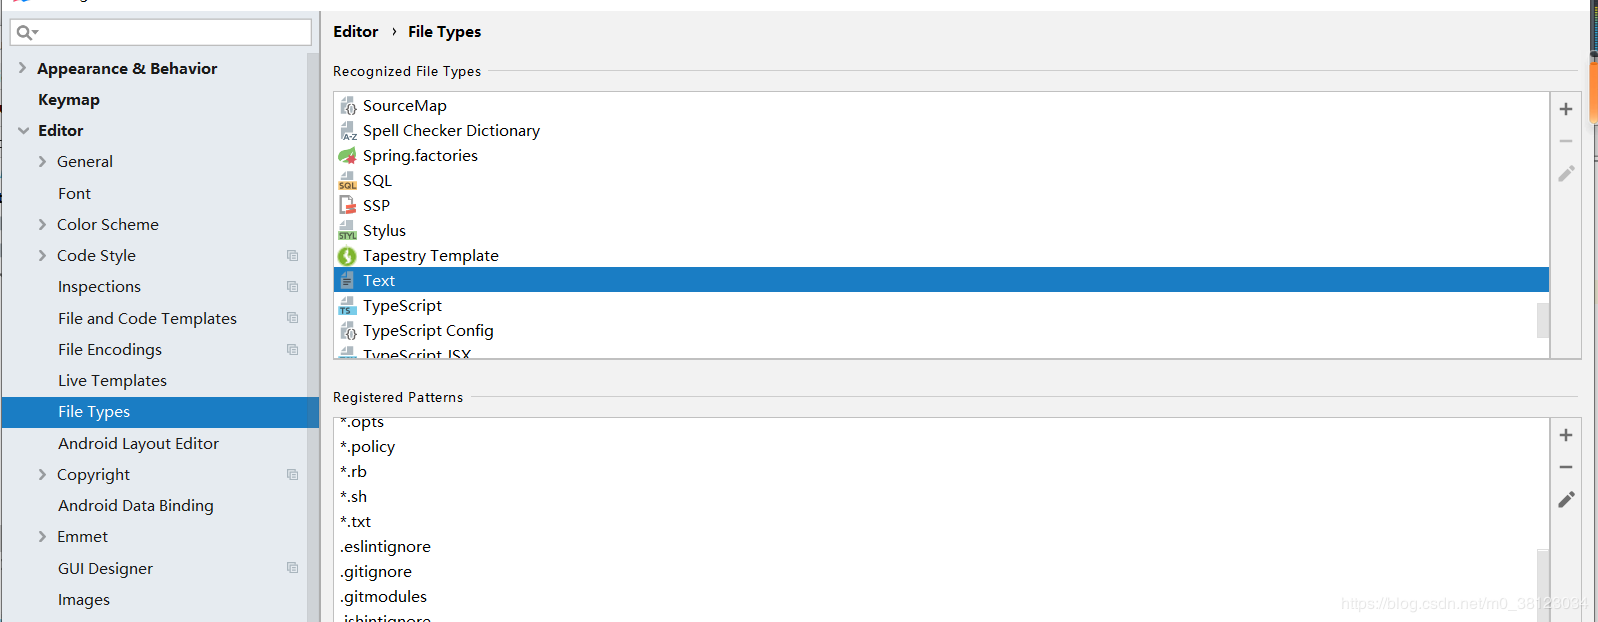 Appearance & Behavior
Keymap
Editor
General
Font
Color Scheme
Code Style
Inspections
File and Code Templates
File Encodings
Live Templates
File Types
Android Layout Editor
Copyright
Android Data Binding
Emmet
GUI Designer
Images
Editor › File Types
Recognized File Types
SourceMap
Spell Checker Dictionary
Spring.factories
SQL
SSP
Stylus
Tapestry Template
Text
TypeScript
TypeScript Config
TypeScript JSX
Registered Patterns
*.opts
*.policy
*.rb
*.sh
*.txt
.eslintignore
.gitignore
.gitmodules
.jshintignore
https://blog.csdn.net/m0_38123034